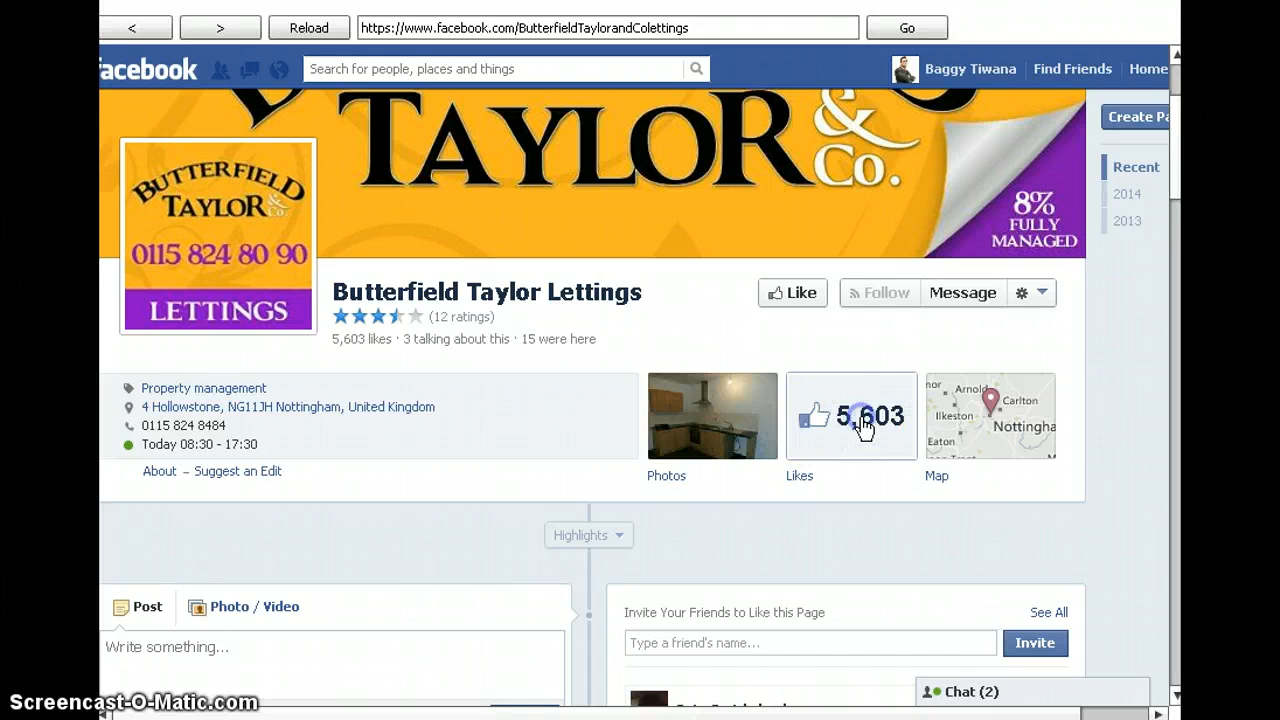 < > Reload https://www.facebook.com/ButterfieldTaylorandColettings Go
facebook Search for people, places and things Baggy Tiwana Find Friends Home
TAYLOR & Co.
8%
FULLY
MANAGED
BUTTERFIELD
TAYLOR & Co.
0115 824 80 90
LETTINGS
Create Pa
Recent
2014
2013
Butterfield Taylor Lettings
(12 ratings)
5,603 likes · 3 talking about this · 15 were here
Like Follow Message
Property management
4 Hollowstone, NG11JH Nottingham, United Kingdom
0115 824 8484
Today 08:30 - 17:30
About – Suggest an Edit
Photos
5,603
Likes
nor Arnold
Carlton
Ilkeston
Nottingha
Eaton
Map
Highlights
Post Photo / Video
Write something...
Invite Your Friends to Like this Page See All
Type a friend's name... Invite
Chat (2)
Screencast-O-Matic.com